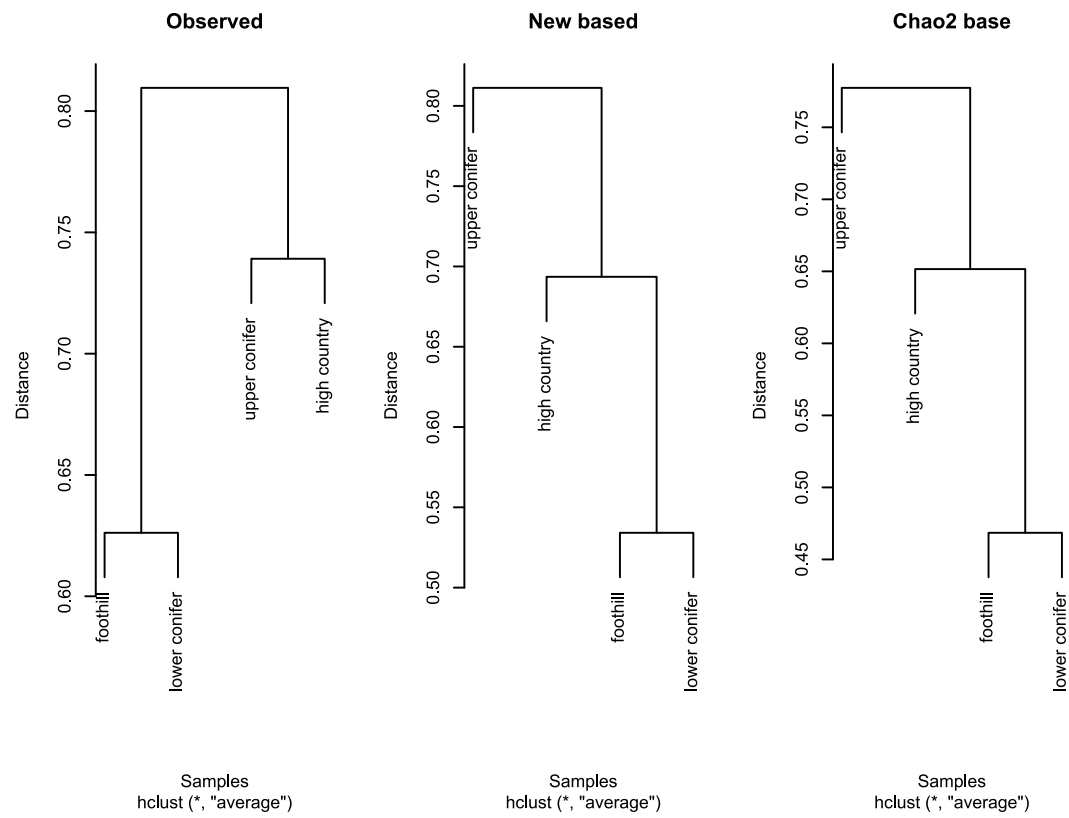 Observed
Distance
0.60
0.65
0.70
0.75
0.80
foothill
lower conifer
upper conifer
high country
Samples
hclust (*, "average")
New based
Distance
0.50
0.55
0.60
0.65
0.70
0.75
0.80
upper conifer
high country
foothill
lower conifer
Samples
hclust (*, "average")
Chao2 base
Distance
0.45
0.50
0.55
0.60
0.65
0.70
0.75
upper conifer
high country
foothill
lower conifer
Samples
hclust (*, "average")